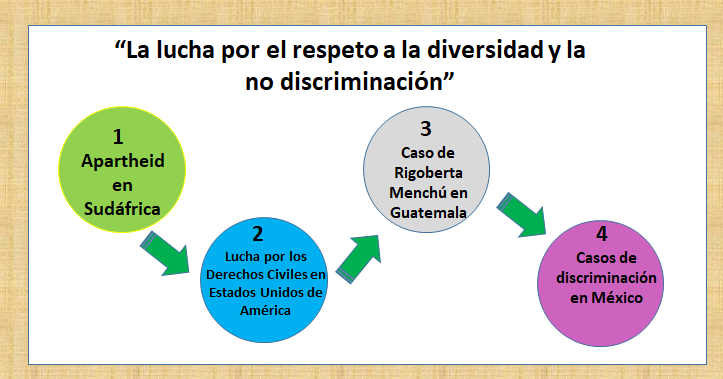 “La lucha por el respeto a la diversidad y la
no discriminación”
1
Apartheid
en
Sudáfrica
2
Lucha por los
Derechos Civiles en
Estados Unidos de
América
3
Caso de
Rigoberta
Menchú en
Guatemala
4
Casos de
discriminación
en México